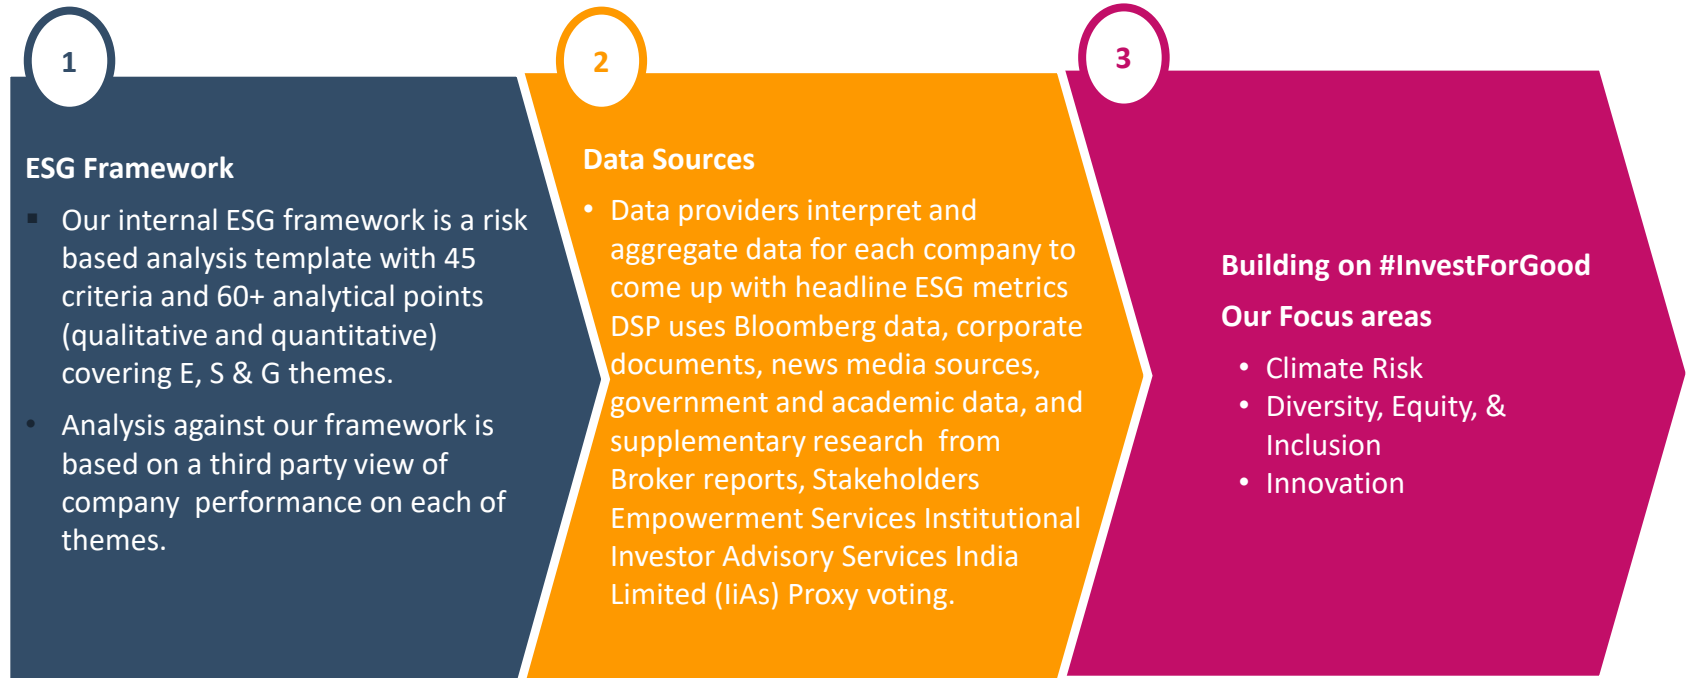 1
ESG Framework
▪ Our internal ESG framework is a risk
based analysis template with 45
criteria and 60+ analytical points
(qualitative and quantitative)
covering E, S & G themes.
• Analysis against our framework is
based on a third party view of
company  performance on each of
themes.
2
Data Sources
• Data providers interpret and
aggregate data for each company to
come up with headline ESG metrics
DSP uses Bloomberg data, corporate
documents, news media sources,
government and academic data, and
supplementary research  from
Broker reports, Stakeholders
Empowerment Services Institutional
Investor Advisory Services India
Limited (IiAs) Proxy voting.
3
Building on #InvestForGood
Our Focus areas
• Climate Risk
• Diversity, Equity, &
Inclusion
• Innovation